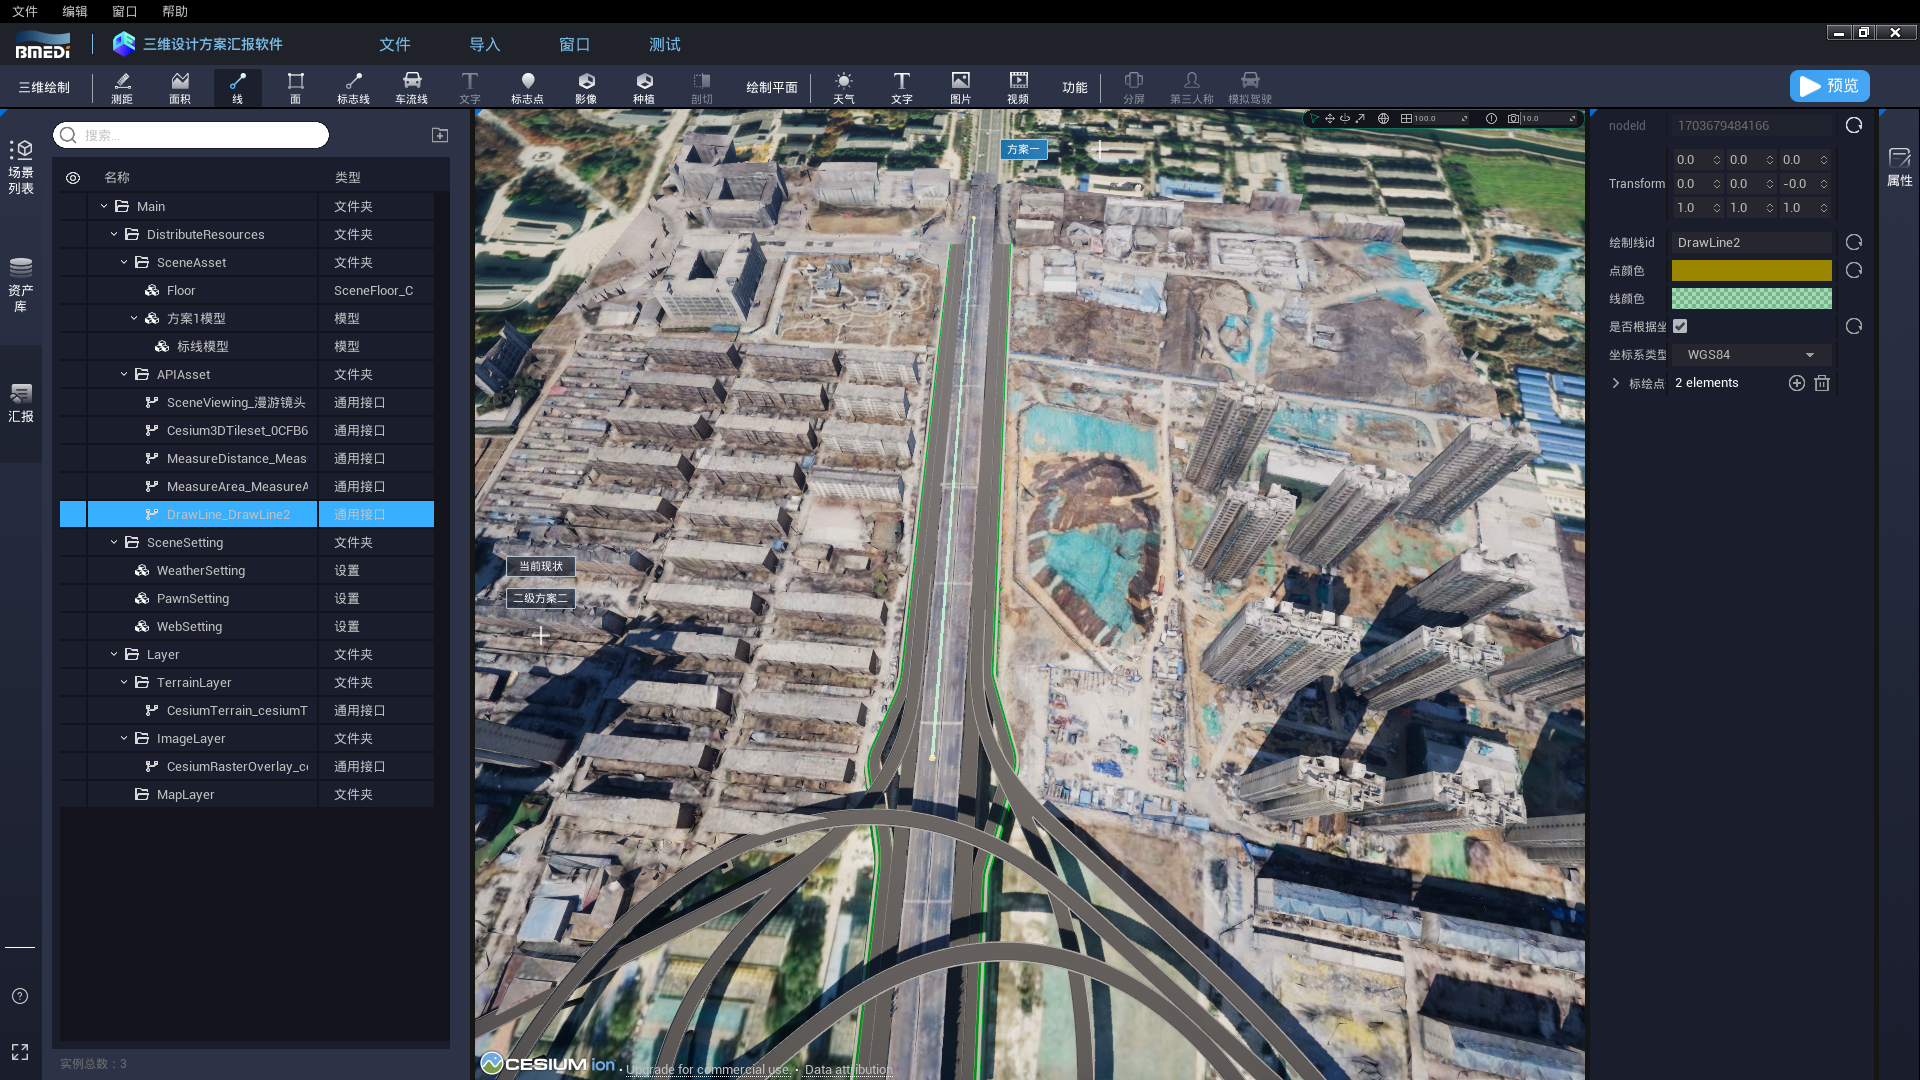 文件 编辑 窗口 帮助
BMEDi 三维设计方案汇报软件 文件 导入 窗口 测试
三维绘制 测距 面积 线 面 标志线 车流线 文字 标志点 影像 种植 剖切 绘制平面 天气 文字 图片 视频 功能 分屏 第三人称 模拟驾驶 预览
搜索...
场景列表
资产库
汇报
名称 类型
Main 文件夹
DistributeResources 文件夹
SceneAsset 文件夹
Floor SceneFloor_C
方案1模型 模型
标线模型 模型
APIAsset 文件夹
SceneViewing_漫游镜头 通用接口
Cesium3DTileset_0CFB6 通用接口
MeasureDistance_Meas 通用接口
MeasureArea_MeasureA 通用接口
DrawLine_DrawLine2 通用接口
SceneSetting 文件夹
WeatherSetting 设置
PawnSetting 设置
WebSetting 设置
Layer 文件夹
TerrainLayer 文件夹
CesiumTerrain_cesiumT 通用接口
ImageLayer 文件夹
CesiumRasterOverlay_ce 通用接口
MapLayer 文件夹
实例总数：3
100.0 10.0
方案一
当前现状
二级方案二
CESIUM ion • Upgrade for commercial use. • Data attribution
nodeId 1703679484166
0.0 0.0 0.0
Transform 0.0 0.0 -0.0
1.0 1.0 1.0
绘制线id DrawLine2
点颜色
线颜色
是否根据坐
坐标系类型 WGS84
标绘点 2 elements
属性